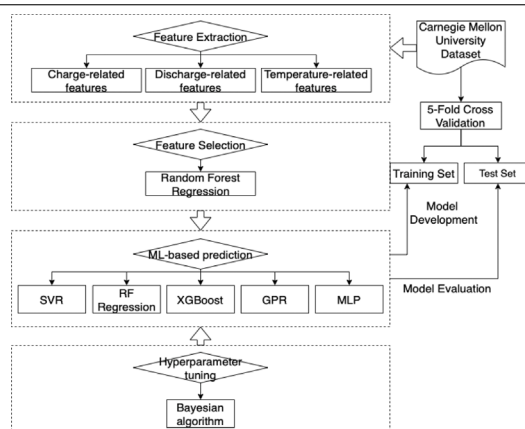 Feature Extraction
Charge-related
features
Discharge-related
features
Temperature-related
features
Carnegie Mellon
University
Dataset
5-Fold Cross
Validation
Training Set
Test Set
Feature Selection
Random Forest
Regression
Model
Development
ML-based prediction
SVR
RF
Regression
XGBoost
GPR
MLP
Model Evaluation
Hyperparameter
tuning
Bayesian
algorithm